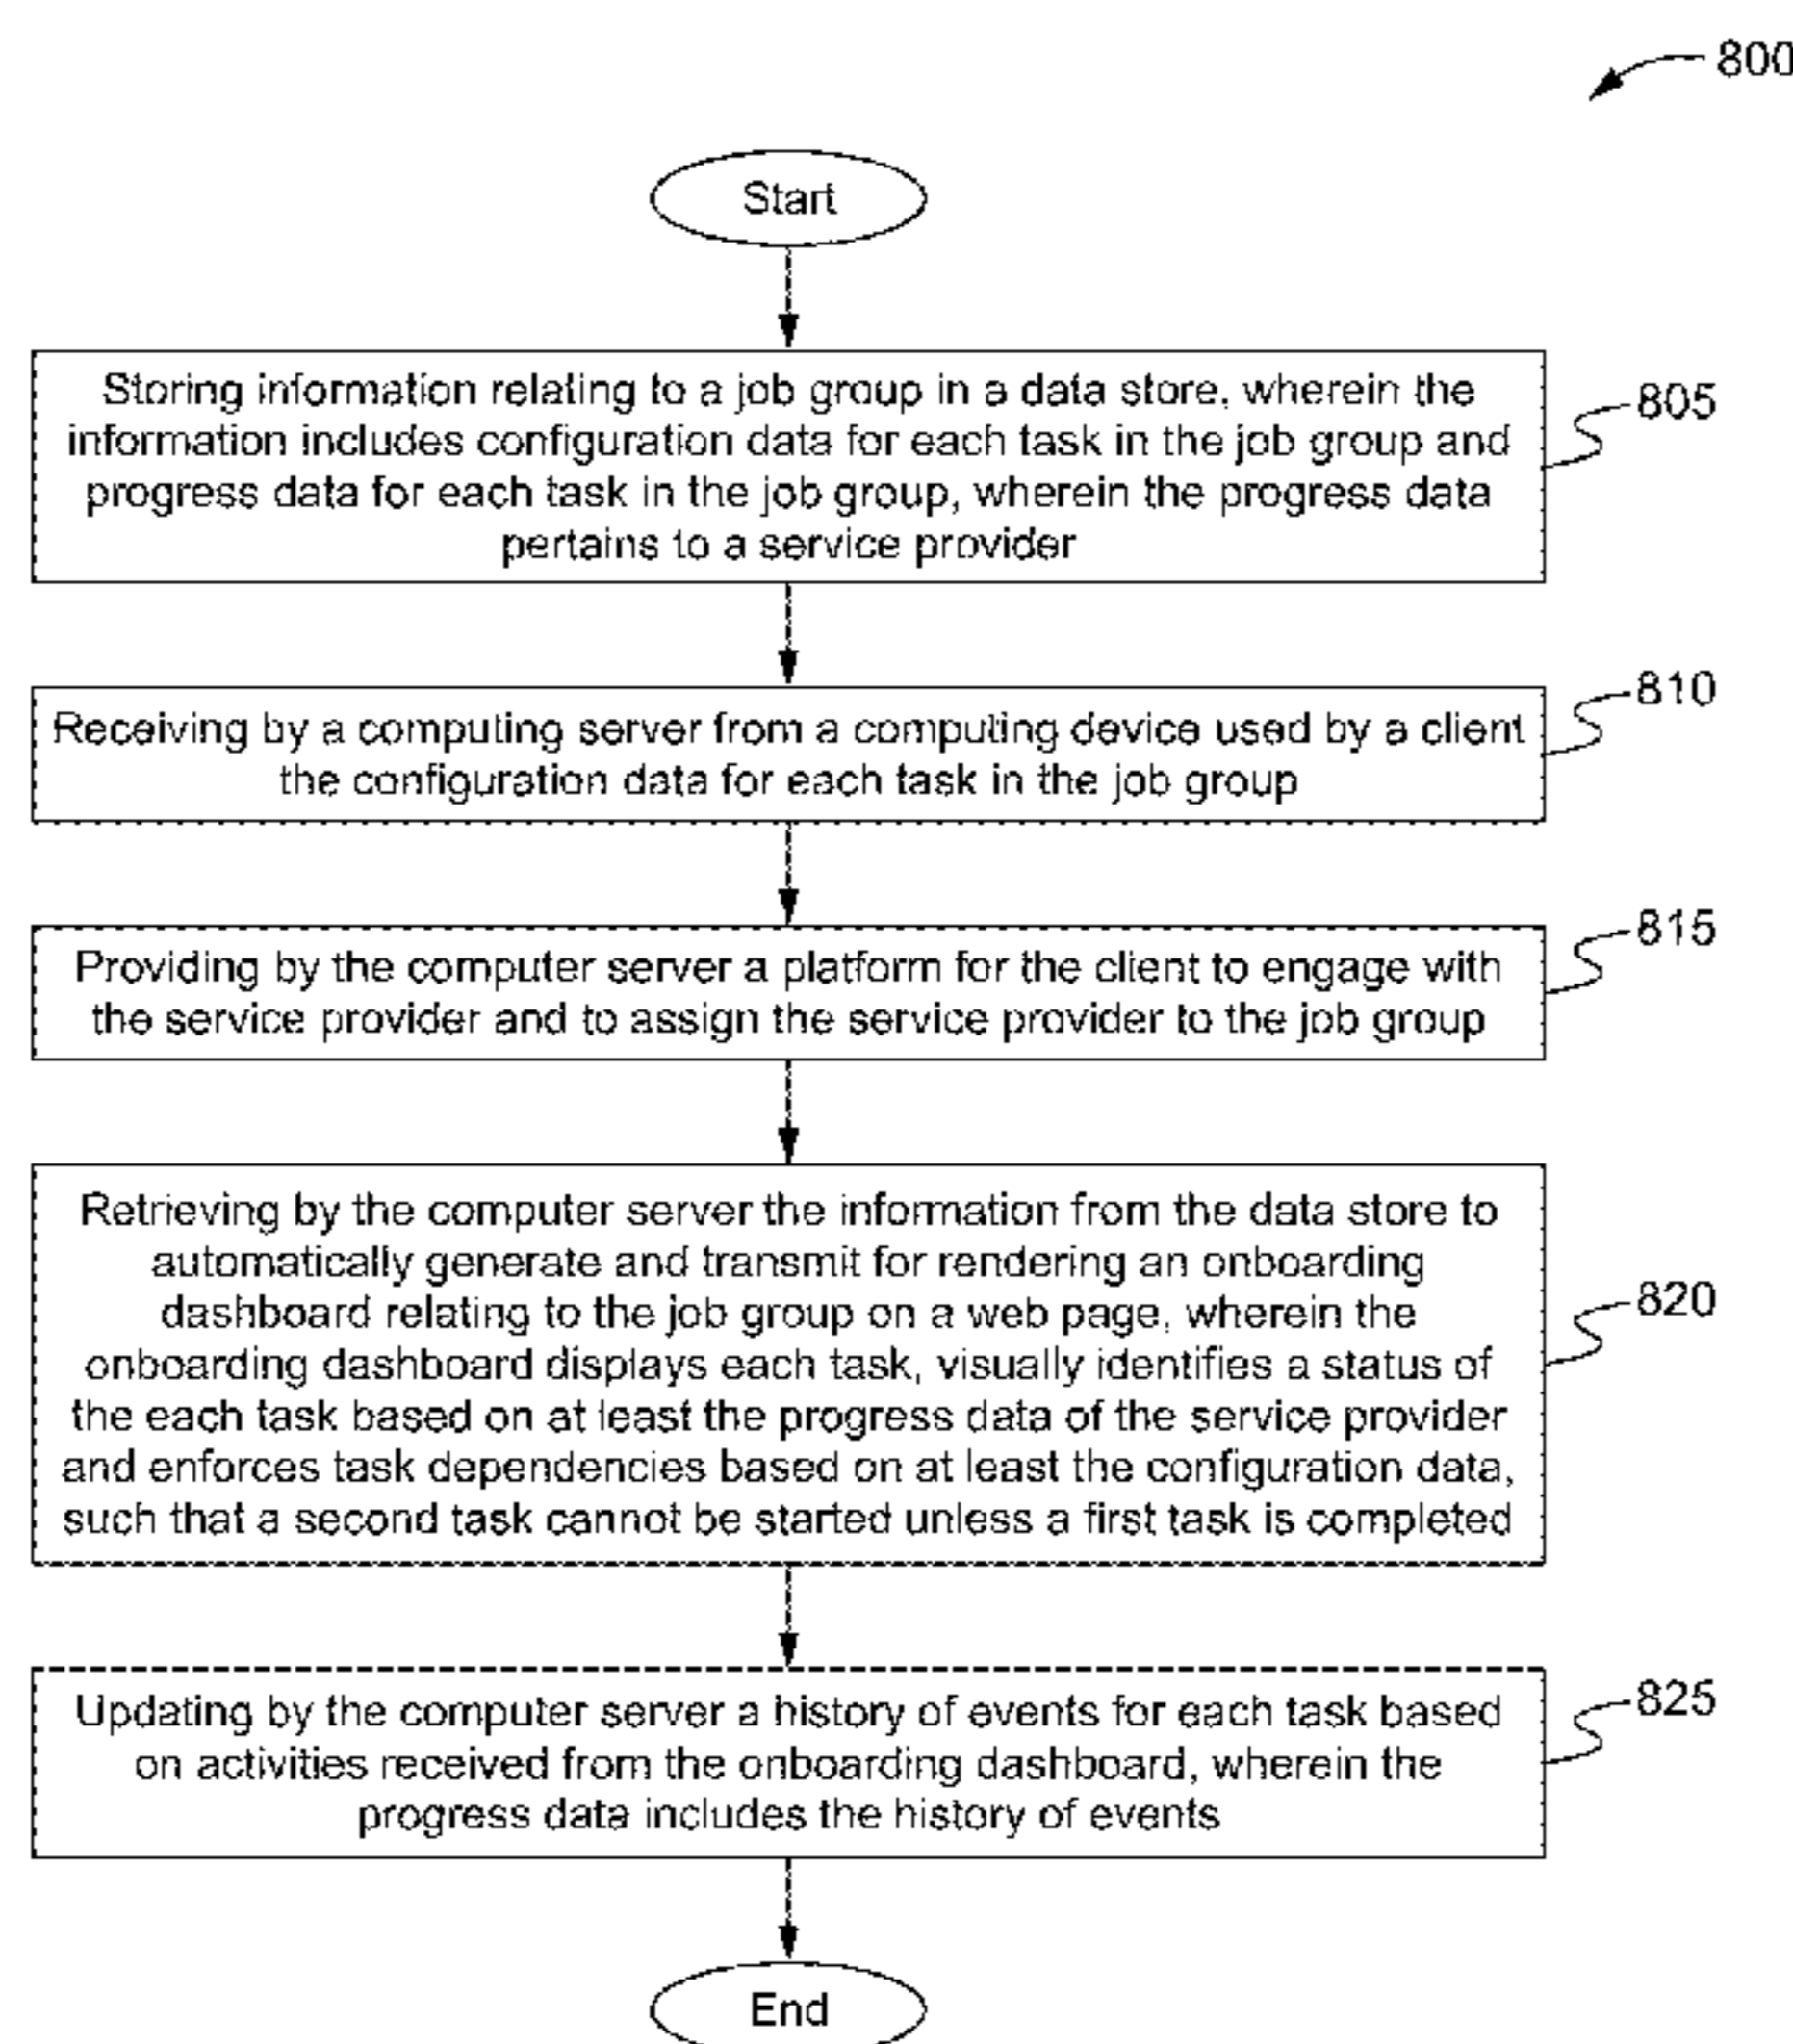 800
Start
Storing information relating to a job group in a data store, wherein the
information includes configuration data for each task in the job group and
progress data for each task in the job group, wherein the progress data
pertains to a service provider
805
Receiving by a computing server from a computing device used by a client
the configuration data for each task in the job group
810
Providing by the computer server a platform for the client to engage with
the service provider and to assign the service provider to the job group
815
Retrieving by the computer server the information from the data store to
automatically generate and transmit for rendering an onboarding
dashboard relating to the job group on a web page, wherein the
onboarding dashboard displays each task, visually identifies a status of
the each task based on at least the progress data of the service provider
and enforces task dependencies based on at least the configuration data,
such that a second task cannot be started unless a first task is completed
820
Updating by the computer server a history of events for each task based
on activities received from the onboarding dashboard, wherein the
progress data includes the history of events
825
End